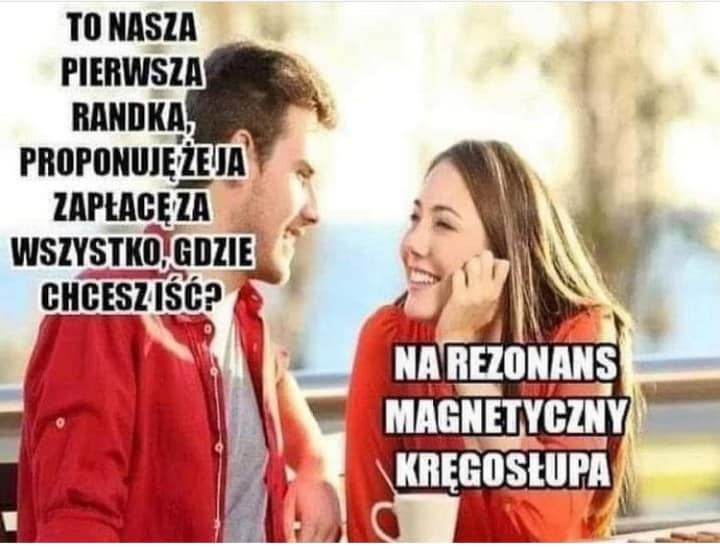 TO NASZA
PIERWSZA
RANDKA,
PROPONUJĘ ŻE JA
ZAPŁACĘ ZA
WSZYSTKO, GDZIE
CHCESZ IŚĆ?
NA REZONANS
MAGNETYCZNY
KRĘGOSŁUPA